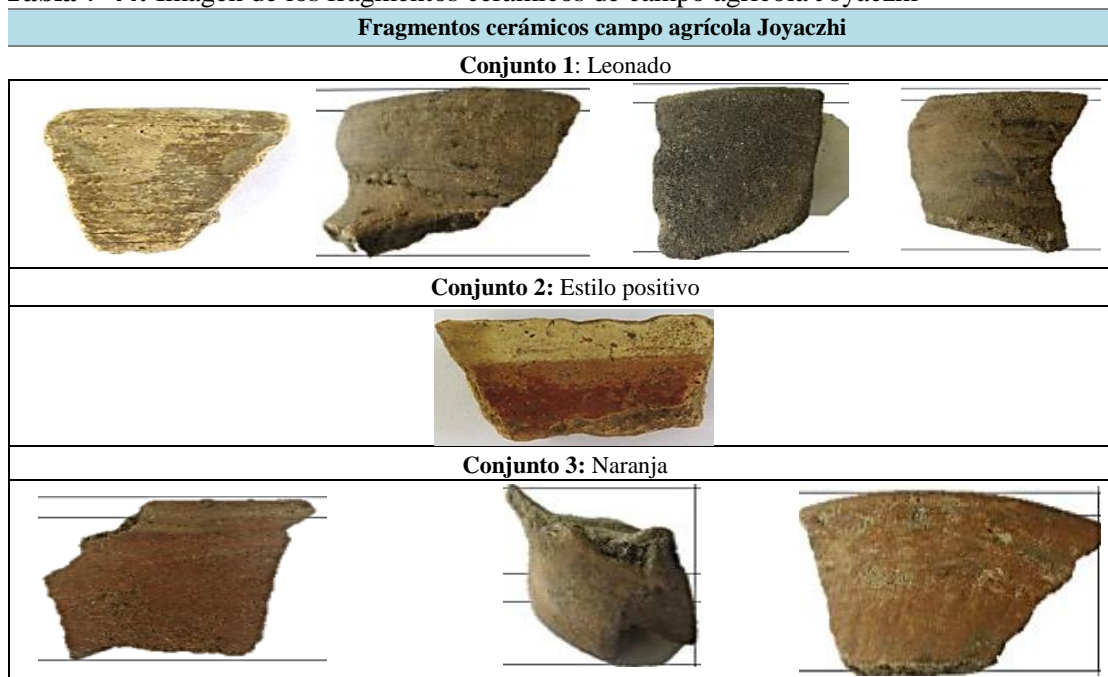 Fragmentos cerámicos campo agrícola Joyaczhi
Conjunto 1: Leonado
Conjunto 2: Estilo positivo
Conjunto 3: Naranja